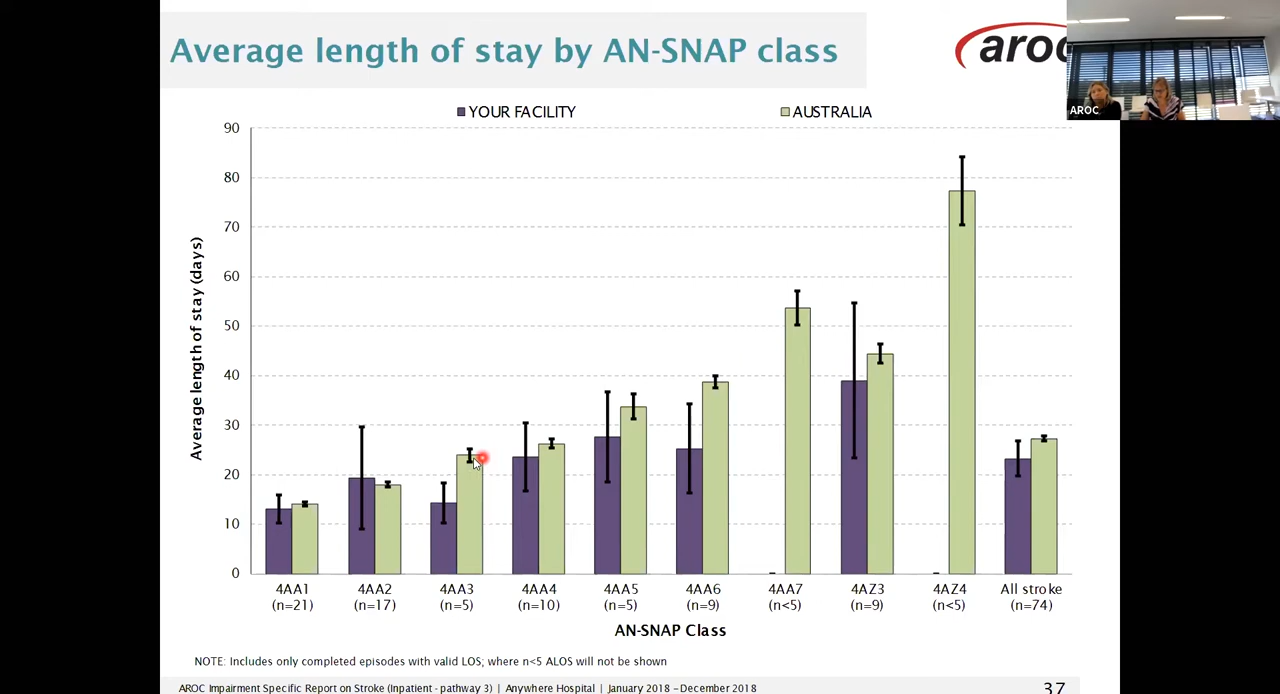 Average length of stay by AN-SNAP class
aroc
AROC
YOUR FACILITY
AUSTRALIA
90
80
70
60
50
40
30
20
10
0
Average length of stay (days)
4AA1 4AA2 4AA3 4AA4 4AA5 4AA6 4AA7 4AZ3 4AZ4 All stroke
(n=21) (n=17) (n=5) (n=10) (n=5) (n=9) (n<5) (n=9) (n<5) (n=74)
AN-SNAP Class
NOTE: Includes only completed episodes with valid LOS; where n<5 ALOS will not be shown
AROC Impairment Specific Report on Stroke (Inpatient - pathway 3) | Anywhere Hospital | January 2018 – December 2018
37